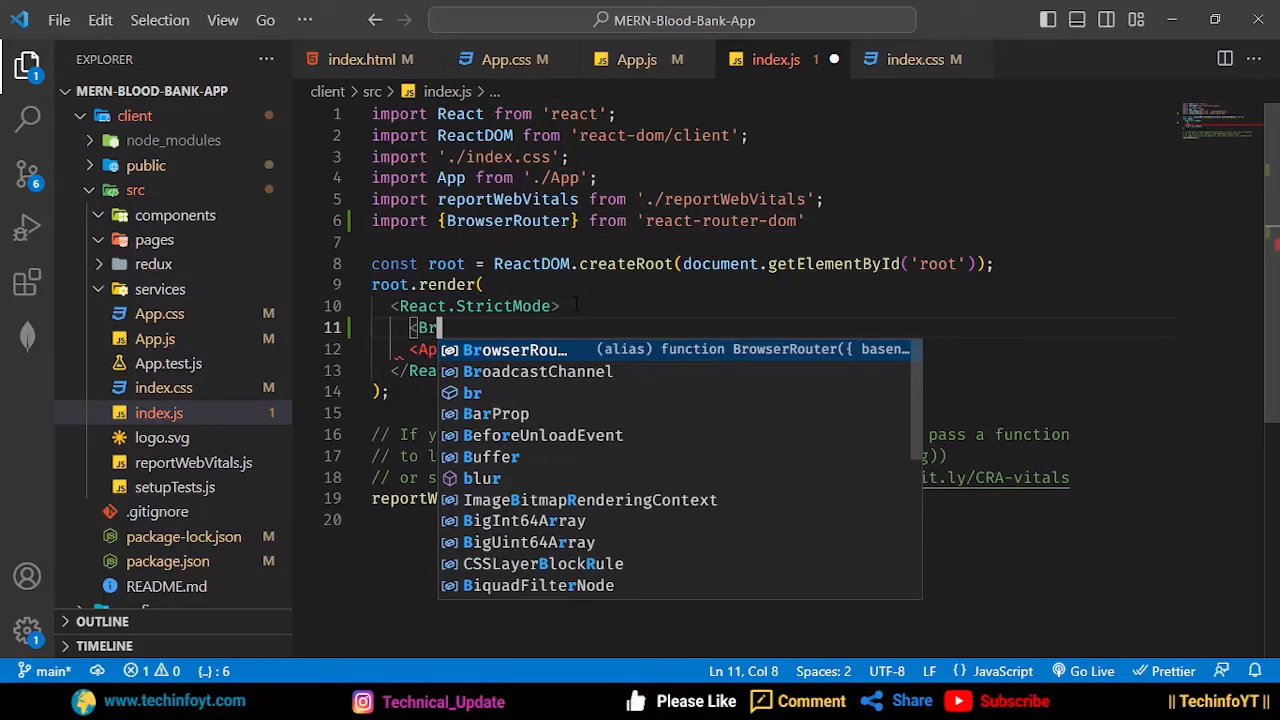 File Edit Selection View Go ··· MERN-Blood-Bank-App
EXPLORER ···
index.html M
App.css M
App.js M
index.js 1
index.css M
MERN-BLOOD-BANK-APP
client
node_modules
public
src
components
pages
redux
services
App.css M
App.js M
App.test.js
index.css M
index.js 1
logo.svg
reportWebVitals.js
setupTests.js
.gitignore
package-lock.json M
package.json M
README.md
OUTLINE
TIMELINE
1
6
1
client > src > index.js > ...
1 import React from 'react';
2 import ReactDOM from 'react-dom/client';
3 import './index.css';
4 import App from './App';
5 import reportWebVitals from './reportWebVitals';
6 import {BrowserRouter} from 'react-router-dom'
7
8 const root = ReactDOM.createRoot(document.getElementById('root'));
9 root.render(
10 <React.StrictMode>
11 <Br
12 <Ap
13 </Rea
14 );
15
16 // If y pass a function
17 // to l g))
18 // or s it.ly/CRA-vitals
19 reportW
20
BrowserRou… (alias) function BrowserRouter({ basen…
BroadcastChannel
br
BarProp
BeforeUnloadEvent
Buffer
blur
ImageBitmapRenderingContext
BigInt64Array
BigUint64Array
CSSLayerBlockRule
BiquadFilterNode
main* 1 0 {..} : 6 Ln 11, Col 8 Spaces: 2 UTF-8 LF {} JavaScript Go Live Prettier
www.techinfoyt.com Technical_Update Please Like Comment Share Subscribe || TechinfoYT ||